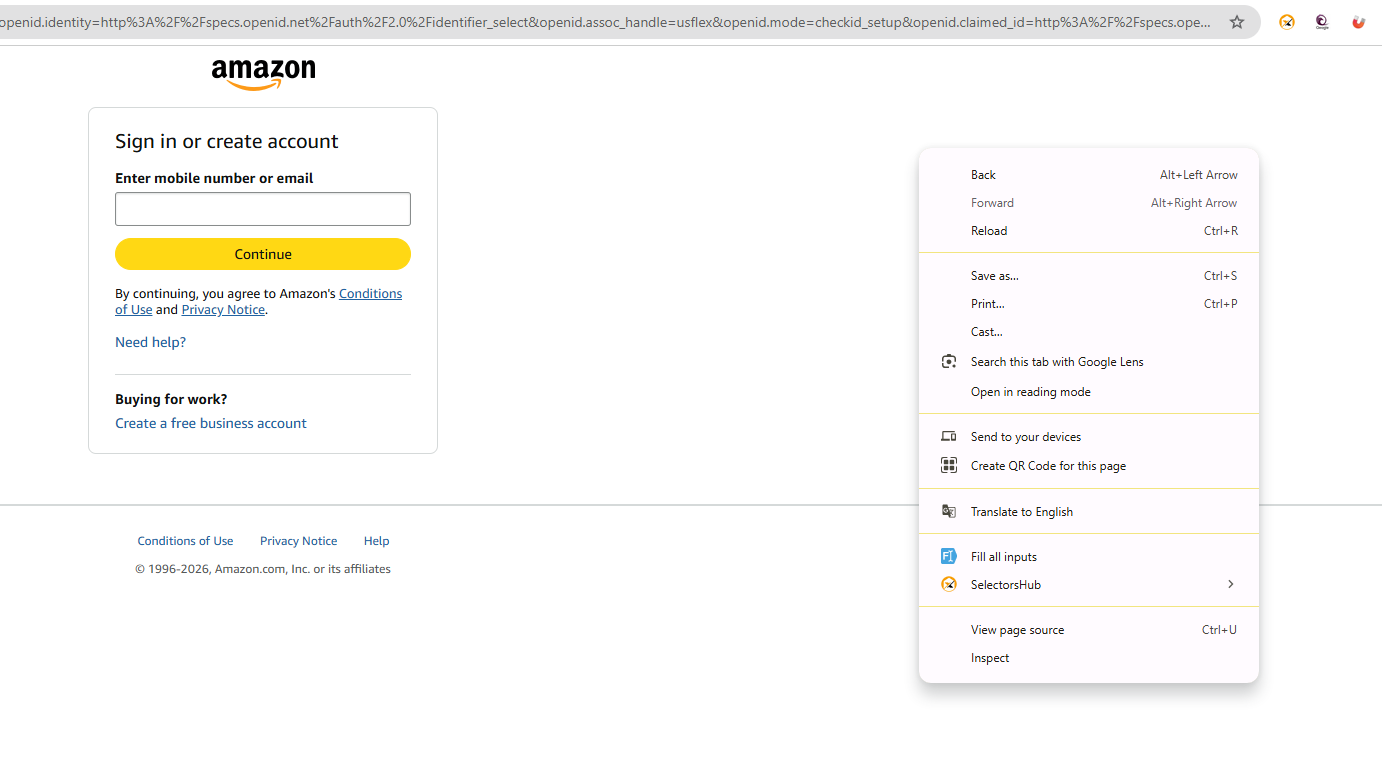 openid.identity=http%3A%2F%2Fspecs.openid.net%2Fauth%2F2.0%2Fidentifier_select&openid.assoc_handle=usflex&openid.mode=checkid_setup&openid.claimed_id=http%3A%2F%2Fspecs.ope...
amazon
Sign in or create account
Enter mobile number or email
Continue
By continuing, you agree to Amazon's Conditions
of Use and Privacy Notice.
Need help?
Buying for work?
Create a free business account
Conditions of Use Privacy Notice Help
© 1996-2026, Amazon.com, Inc. or its affiliates
Back Alt+Left Arrow
Forward Alt+Right Arrow
Reload Ctrl+R
Save as... Ctrl+S
Print... Ctrl+P
Cast...
Search this tab with Google Lens
Open in reading mode
Send to your devices
Create QR Code for this page
Translate to English
Fill all inputs
SelectorsHub
View page source Ctrl+U
Inspect